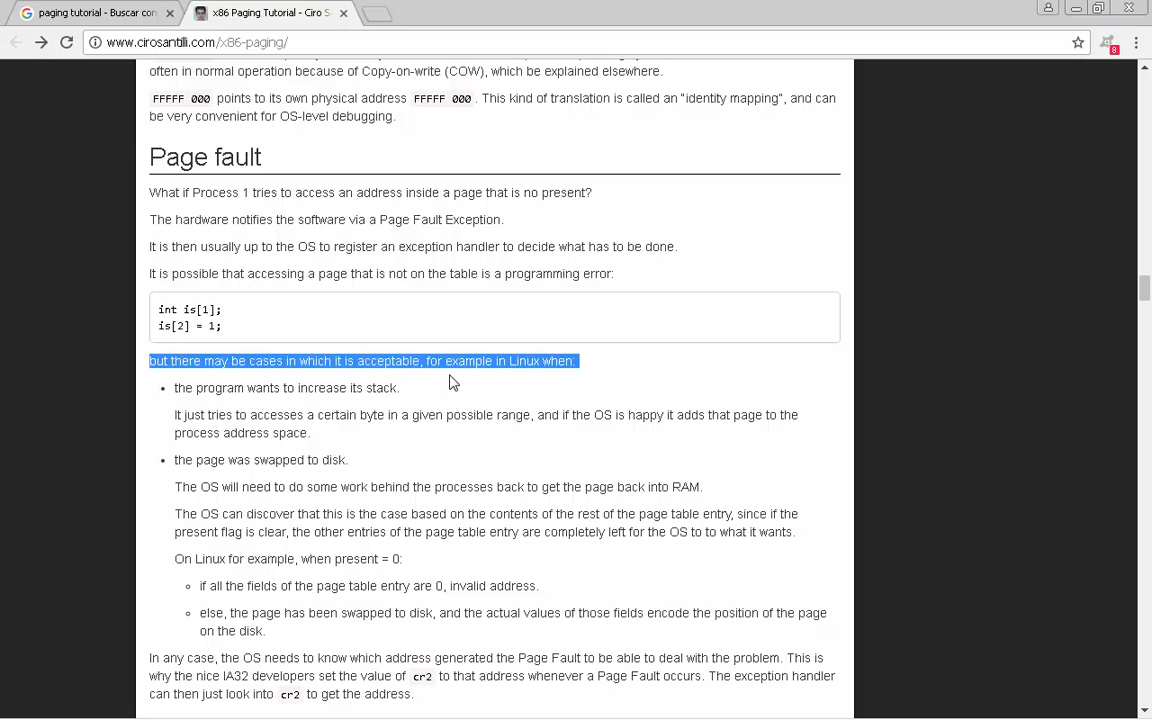 paging tutorial - Buscar con
x86 Paging Tutorial - Ciro S
www.cirosantilli.com/x86-paging/
8
often in normal operation because of Copy-on-write (COW), which be explained elsewhere.
FFFFF 000 points to its own physical address FFFFF 000 . This kind of translation is called an "identity mapping", and can
be very convenient for OS-level debugging.
Page fault
What if Process 1 tries to access an address inside a page that is no present?
The hardware notifies the software via a Page Fault Exception.
It is then usually up to the OS to register an exception handler to decide what has to be done.
It is possible that accessing a page that is not on the table is a programming error:
int is[1];
is[2] = 1;
but there may be cases in which it is acceptable, for example in Linux when:
• the program wants to increase its stack.
It just tries to accesses a certain byte in a given possible range, and if the OS is happy it adds that page to the
process address space.
• the page was swapped to disk.
The OS will need to do some work behind the processes back to get the page back into RAM.
The OS can discover that this is the case based on the contents of the rest of the page table entry, since if the
present flag is clear, the other entries of the page table entry are completely left for the OS to to what it wants.
On Linux for example, when present = 0:
◦ if all the fields of the page table entry are 0, invalid address.
◦ else, the page has been swapped to disk, and the actual values of those fields encode the position of the page
on the disk.
In any case, the OS needs to know which address generated the Page Fault to be able to deal with the problem. This is
why the nice IA32 developers set the value of cr2 to that address whenever a Page Fault occurs. The exception handler
can then just look into cr2 to get the address.